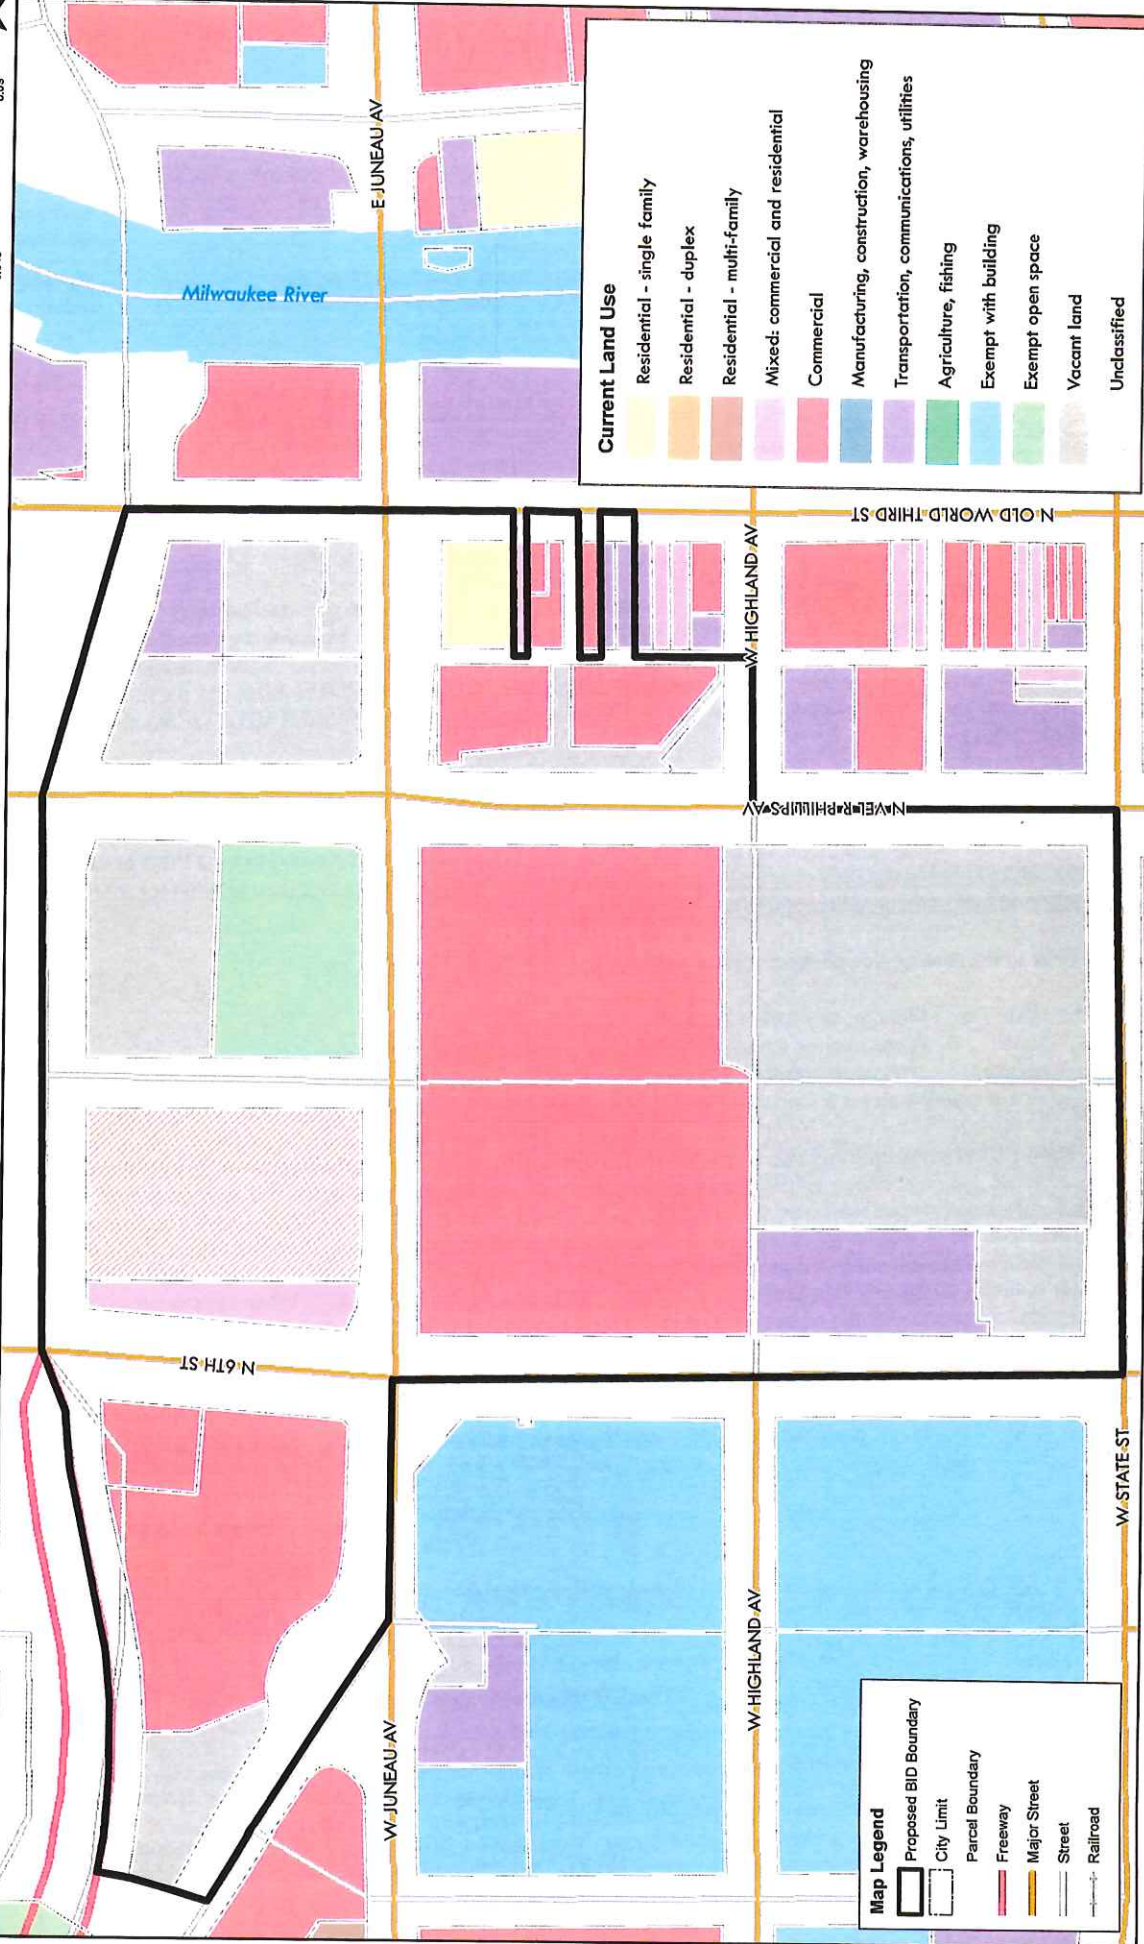 E JUNEAU AV
Milwaukee River
N OLD WORLD THIRD ST
W HIGHLAND AV
N VEL R PHILLIPS AV
N 6TH ST
W JUNEAU AV
W HIGHLAND AV
W STATE ST
Current Land Use
Residential - single family
Residential - duplex
Residential - multi-family
Mixed: commercial and residential
Commercial
Manufacturing, construction, warehousing
Transportation, communications, utilities
Agriculture, fishing
Exempt with building
Exempt open space
Vacant land
Unclassified
Map Legend
Proposed BID Boundary
City Limit
Parcel Boundary
Freeway
Major Street
Street
Railroad